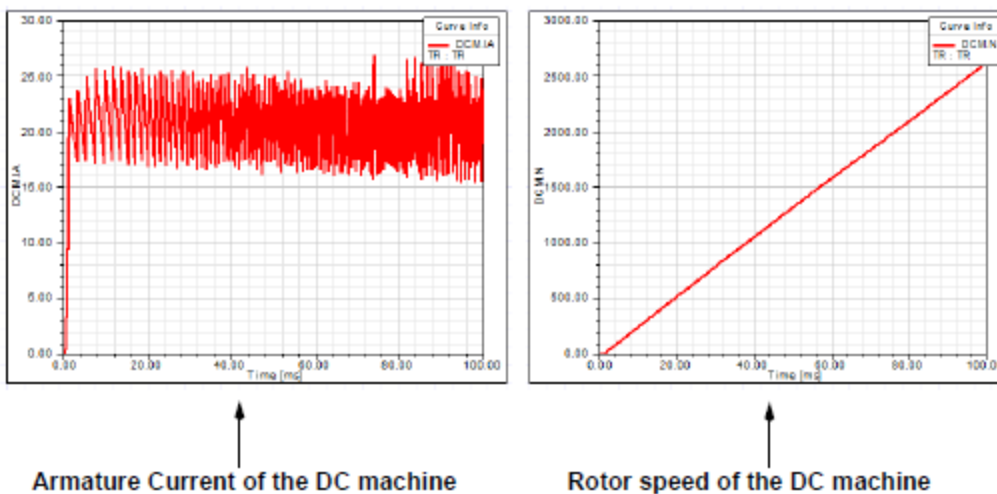 30.00
25.00
20.00
15.00
10.00
5.00
0.00
DCM.IA
0.00
20.00
40.00
60.00
80.00
100.00
Time [ms]
Curve Info
DCM.IA
TR : TR
3000.00
2500.00
2000.00
1500.00
1000.00
500.00
0.00
DCM.N
0.00
20.00
40.00
60.00
80.00
100.00
Time [ms]
Curve Info
DCM.N
TR : TR
Armature Current of the DC machine
Rotor speed of the DC machine